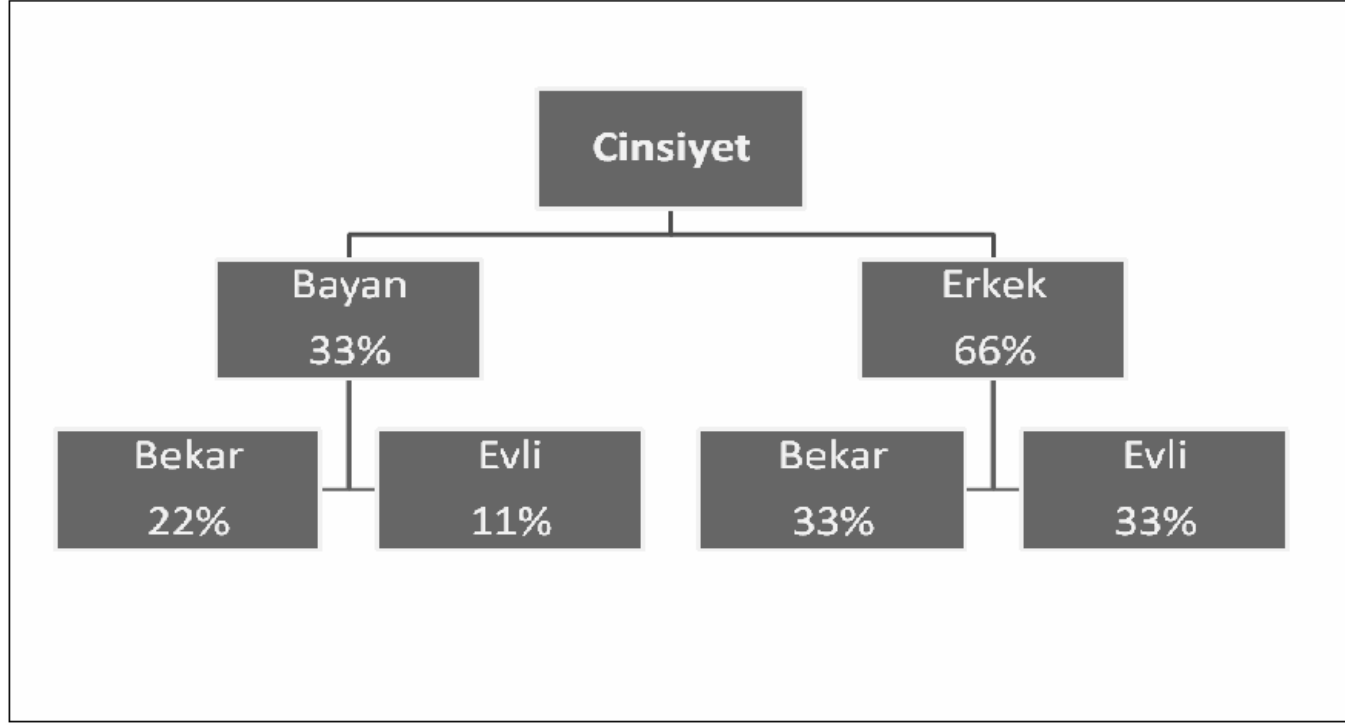 Cinsiyet
Bayan
33%
Erkek
66%
Bekar
22%
Evli
11%
Bekar
33%
Evli
33%